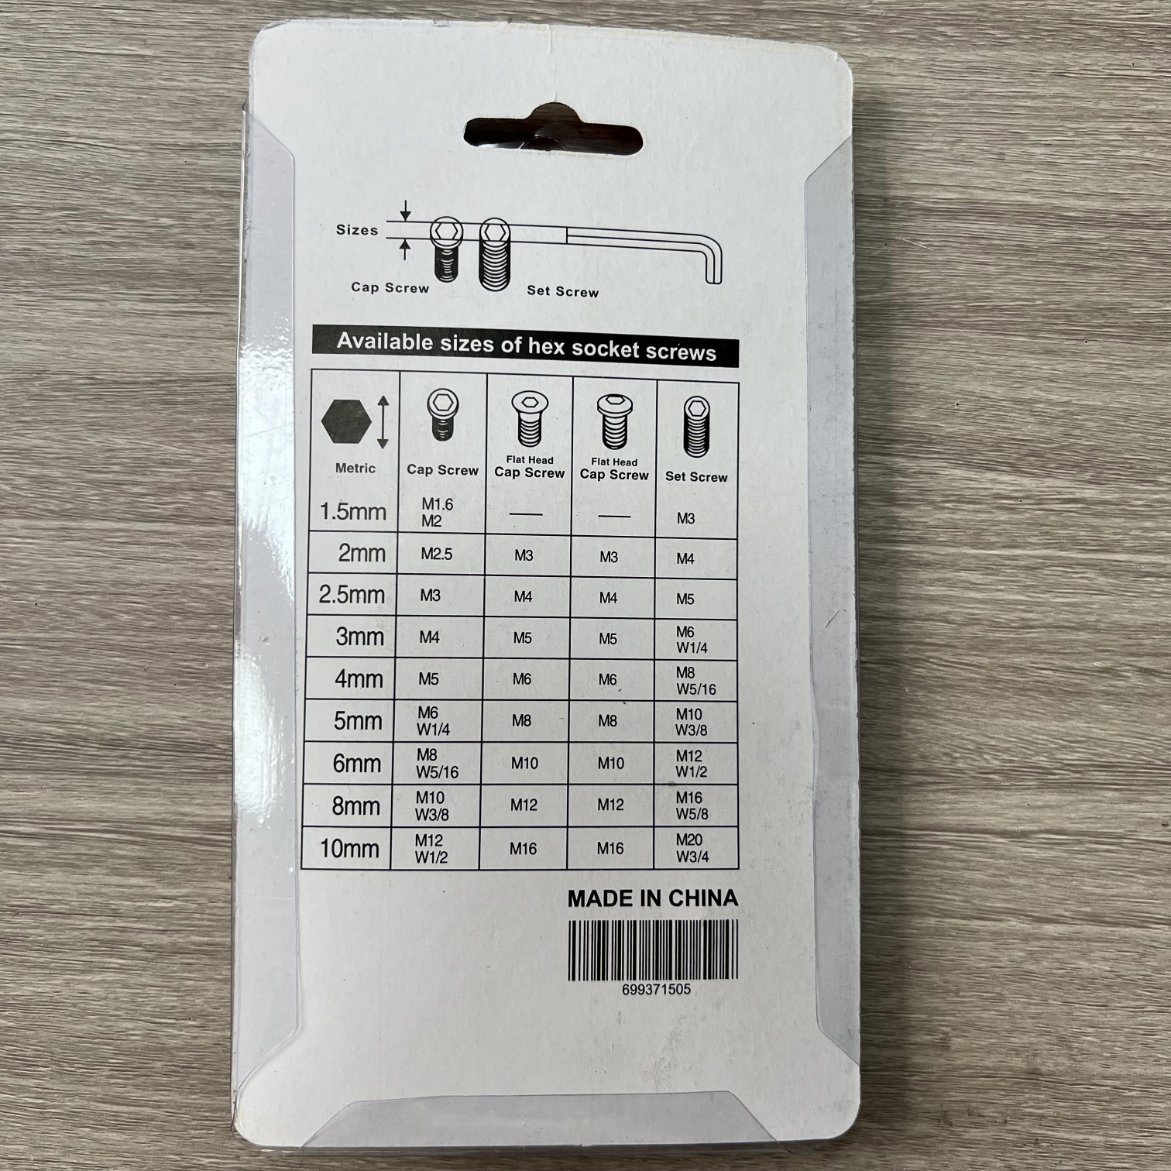 Sizes
Cap Screw
Set Screw
Available sizes of hex socket screws
Metric
Cap Screw
Flat Head
Cap Screw
Flat Head
Cap Screw
Set Screw
1.5mm M1.6 M2 — — M3
2mm M2.5 M3 M3 M4
2.5mm M3 M4 M4 M5
3mm M4 M5 M5 M6 W1/4
4mm M5 M6 M6 M8 W5/16
5mm M6 W1/4 M8 M8 M10 W3/8
6mm M8 W5/16 M10 M10 M12 W1/2
8mm M10 W3/8 M12 M12 M16 W5/8
10mm M12 W1/2 M16 M16 M20 W3/4
MADE IN CHINA
699371505